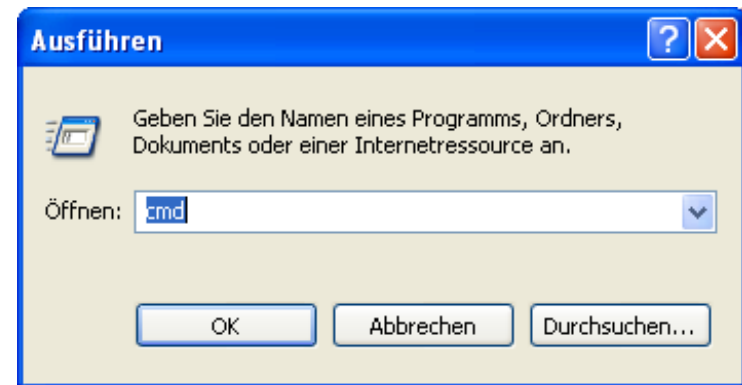 Ausführen
Geben Sie den Namen eines Programms, Ordners,
Dokuments oder einer Internetressource an.
Öffnen: cmd
OK Abbrechen Durchsuchen...